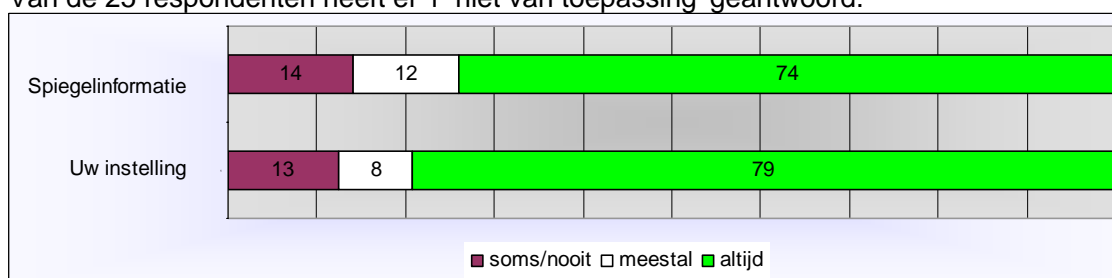 Van de 25 respondenten heeft er 1 'niet van toepassing' geantwoord.
Spiegelinformatie 14 12 74
Uw instelling 13 8 79
soms/nooit meestal altijd